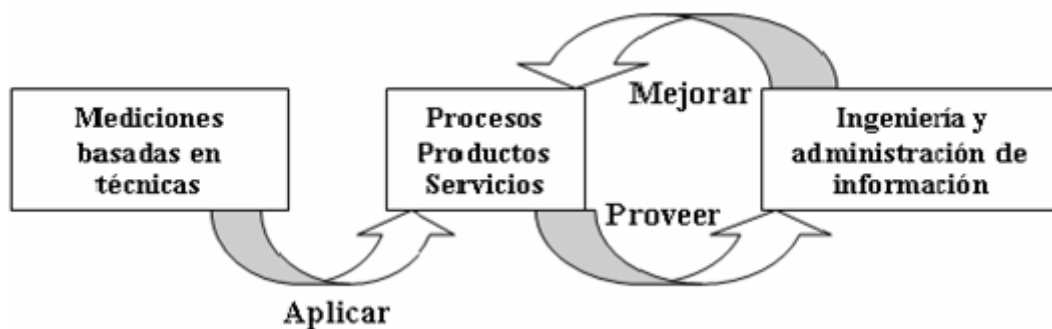 Mediciones
basadas en
técnicas
Aplicar
Procesos
Productos
Servicios
Mejorar
Proveer
Ingeniería y
administración de
información